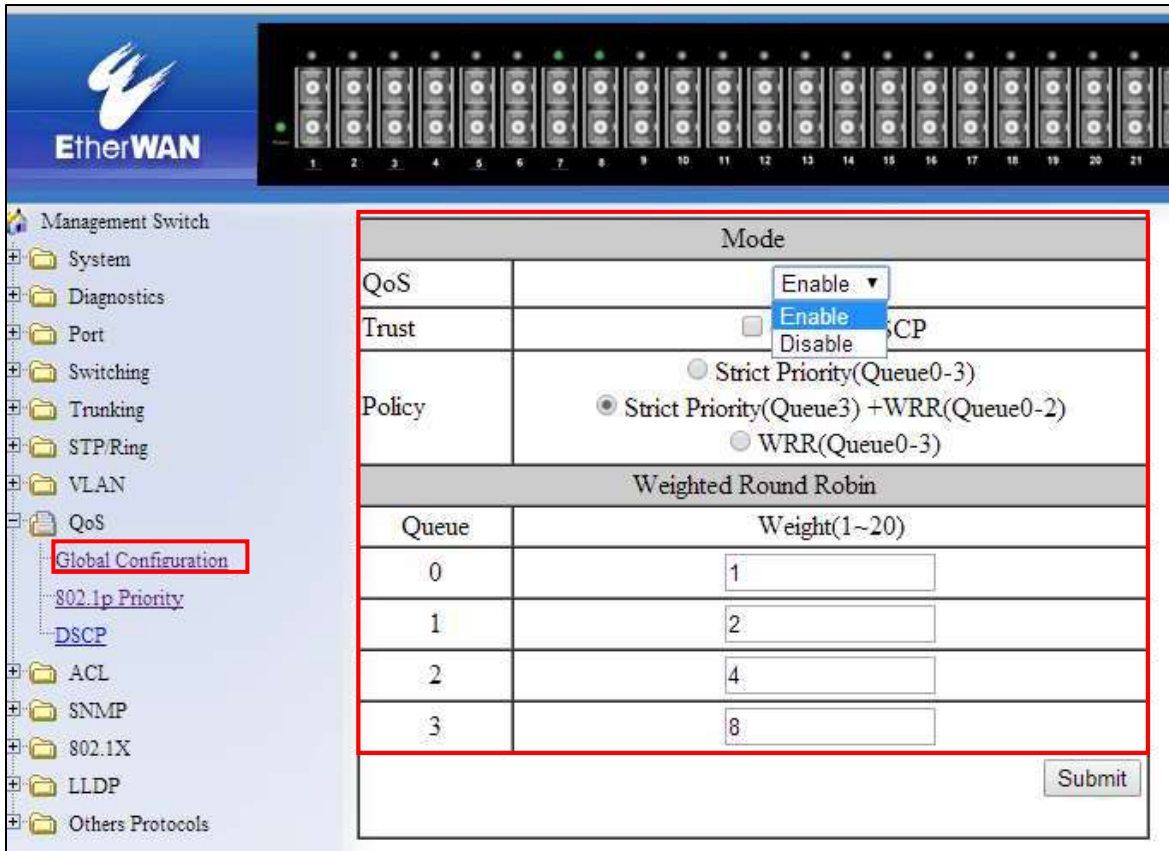 EtherWAN
1 2 3 4 5 6 7 8 9 10 11 12 13 14 15 16 17 18 19 20 21
Management Switch
System
Diagnostics
Port
Switching
Trunking
STP/Ring
VLAN
QoS
Global Configuration
802.1p Priority
DSCP
ACL
SNMP
802.1X
LLDP
Others Protocols
Mode
QoS Enable
Enable
Disable
Trust SCP
Policy
Strict Priority(Queue0-3)
Strict Priority(Queue3) +WRR(Queue0-2)
WRR(Queue0-3)
Weighted Round Robin
Queue Weight(1~20)
0 1
1 2
2 4
3 8
Submit